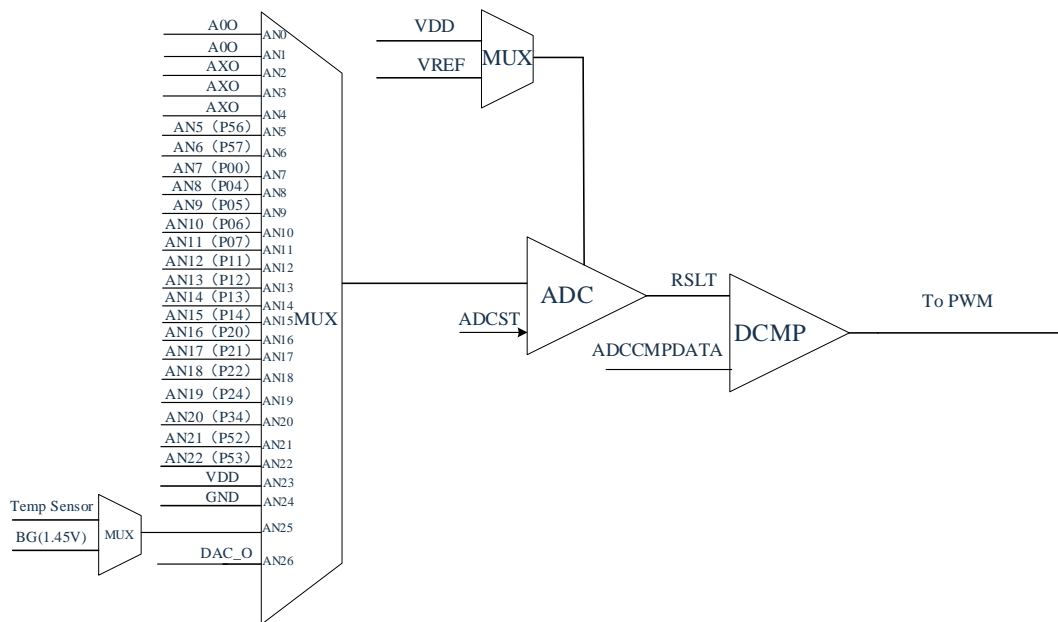 A0O AN0
A0O AN1
AXO AN2
AXO AN3
AXO AN4
AN5（P56） AN5
AN6（P57） AN6
AN7（P00） AN7
AN8（P04） AN8
AN9（P05） AN9
AN10（P06） AN10
AN11（P07） AN11
AN12（P11） AN12
AN13（P12） AN13
AN14（P13） AN14
AN15（P14） AN15
AN16（P20） AN16
AN17（P21） AN17
AN18（P22） AN18
AN19（P24） AN19
AN20（P34） AN20
AN21（P52） AN21
AN22（P53） AN22
VDD AN23
GND AN24
Temp Sensor
BG(1.45V)
MUX
AN25
DAC_O AN26
MUX
VDD
VREF
MUX
ADC
ADCST
RSLT
ADCCMPDATA
DCMP
To PWM